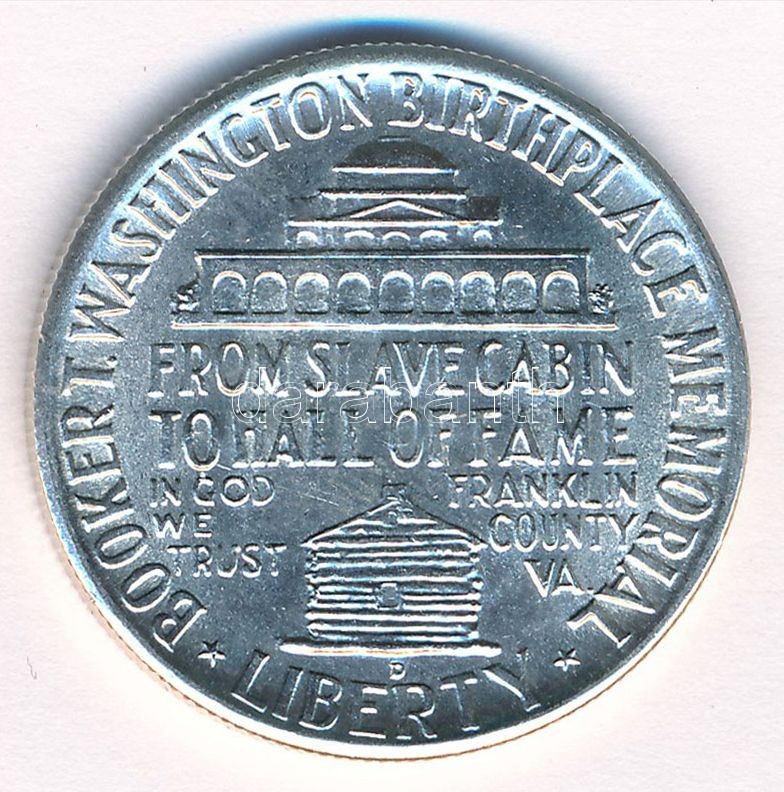 BOOKER T. WASHINGTON BIRTHPLACE MEMORIAL
FROM SLAVE CABIN
TO HALL OF FAME
IN GOD
WE
TRUST
FRANKLIN
COUNTY
VA.
D
LIBERTY
darabanth